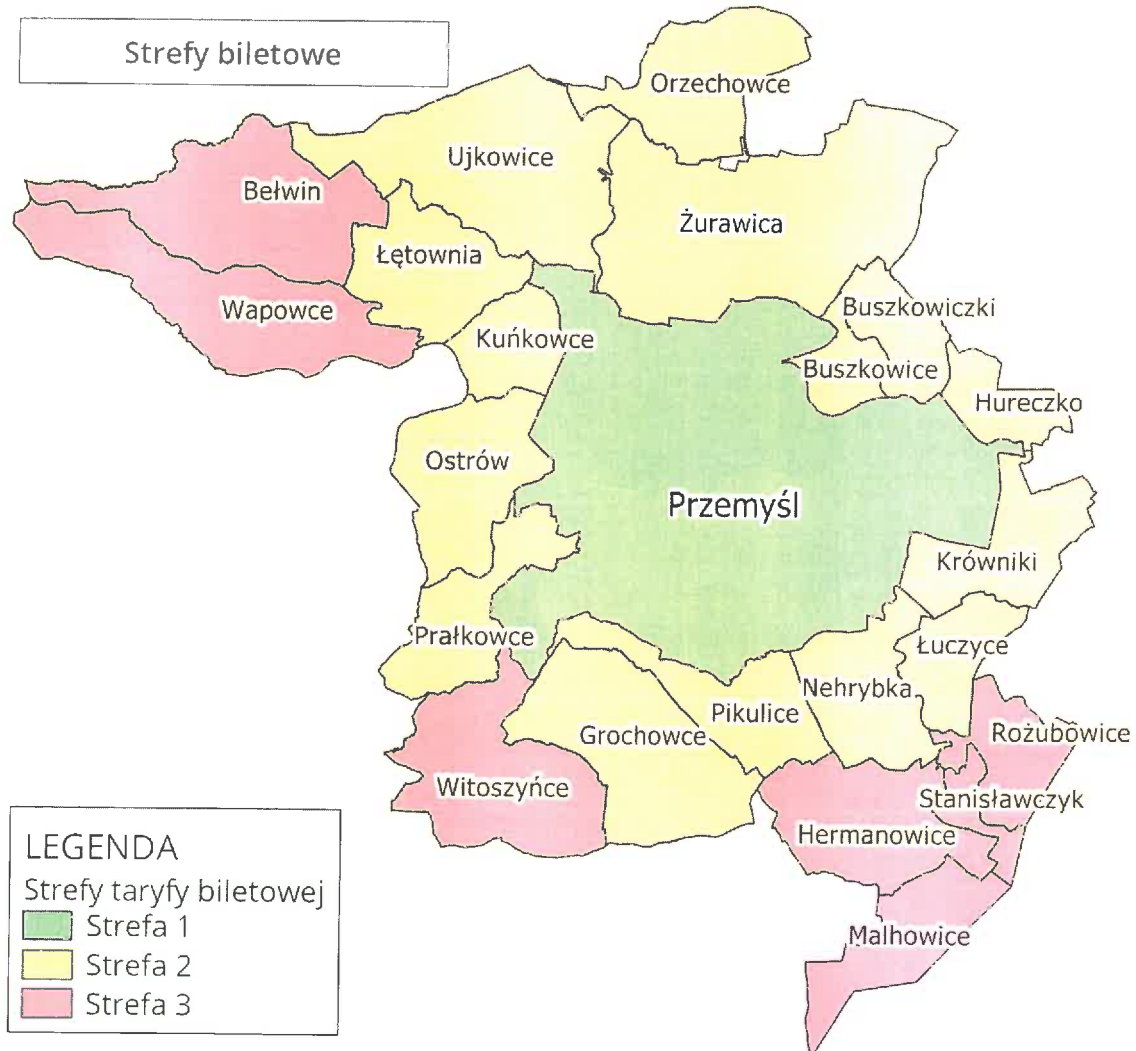 Strefy biletowe
Orzechowce
Ujkowice
Bełwin
Żurawica
Łętownia
Wapowce
Buszkowiczki
Kuńkowce
Buszkowice
Hureczko
Ostrów
Przemyśl
Krówniki
Prałkowce
Łuczyce
Nehrybka
Pikulice
Grochowce
Rożubowice
Witoszyńce
Stanisławczyk
Hermanowice
Malhowice
LEGENDA
Strefy taryfy biletowej
Strefa 1
Strefa 2
Strefa 3